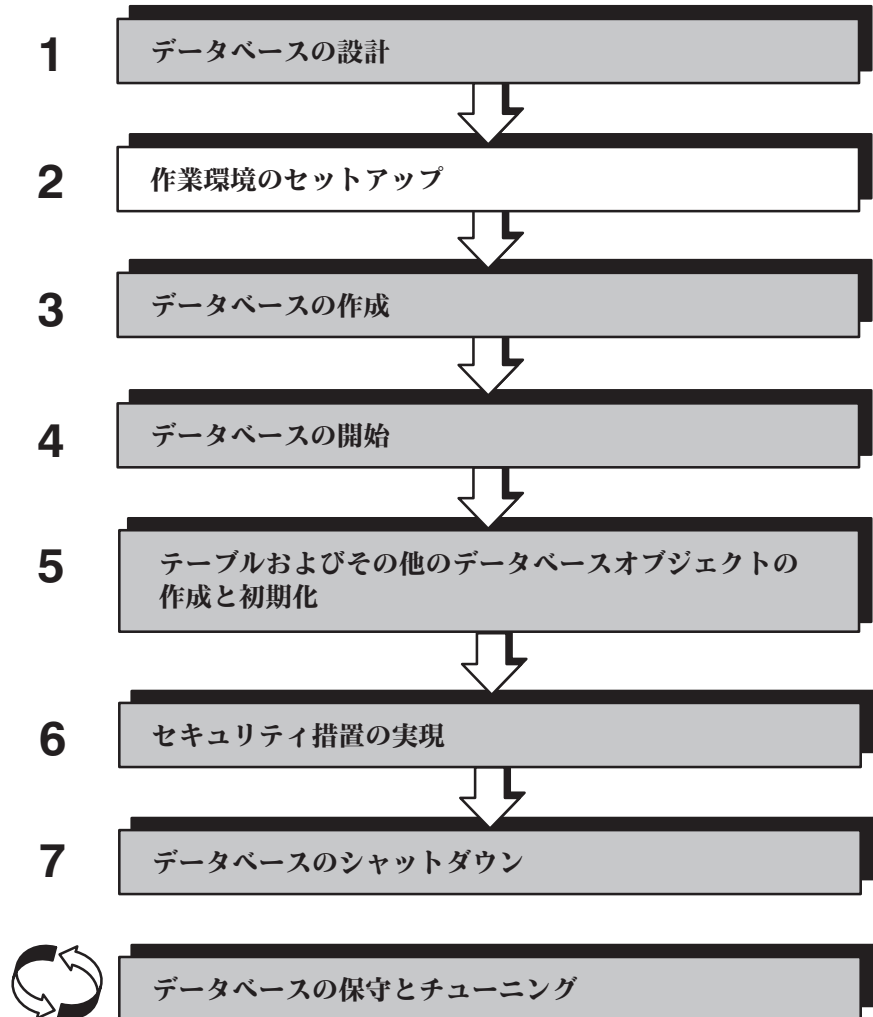 1 データベースの設計
2 作業環境のセットアップ
3 データベースの作成
4 データベースの開始
5 テーブルおよびその他のデータベースオブジェクトの
作成と初期化
6 セキュリティ措置の実現
7 データベースのシャットダウン
データベースの保守とチューニング